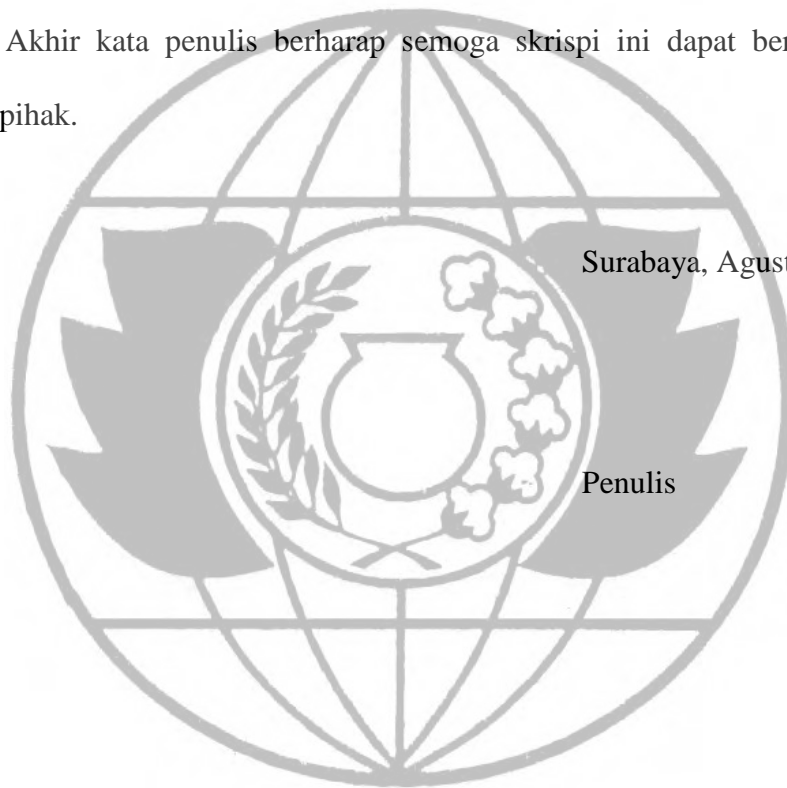 Akhir kata penulis berharap semoga skrispi ini dapat ber
pihak.
Surabaya, Agust
Penulis